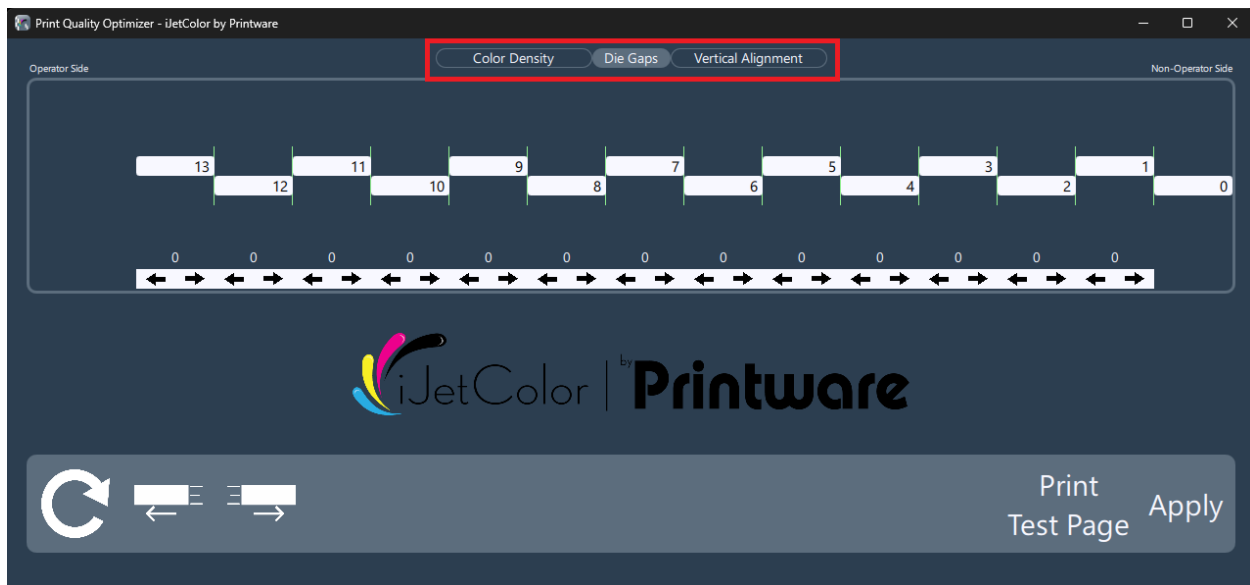 Print Quality Optimizer - iJetColor by Printware
Color Density Die Gaps Vertical Alignment
Operator Side Non-Operator Side
13 11 9 7 5 3 1
12 10 8 6 4 2 0
0 0 0 0 0 0 0 0 0 0 0 0 0
iJetColor | by Printware
Print
Test Page
Apply